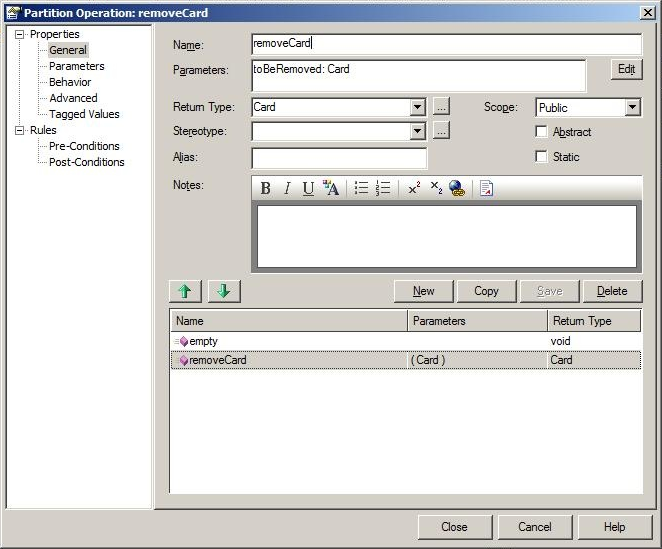 Partition Operation: removeCard
Properties
General
Parameters
Behavior
Advanced
Tagged Values
Rules
Pre-Conditions
Post-Conditions
Name: removeCard
Parameters: toBeRemoved: Card Edit
Return Type: Card ... Scope: Public
Stereotype: ... Abstract
Alias: Static
Notes: B I U A x² x₂
New Copy Save Delete
Name Parameters Return Type
empty void
removeCard ( Card ) Card
Close Cancel Help